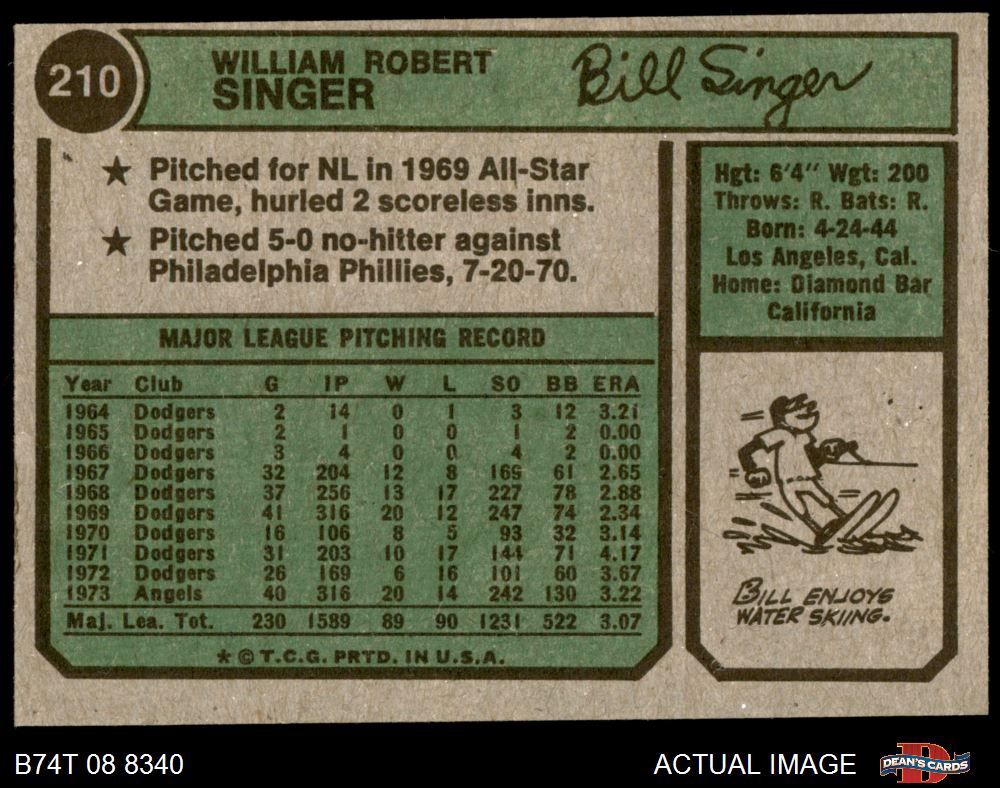 210
WILLIAM ROBERT
SINGER
Bill Singer
★ Pitched for NL in 1969 All-Star
Game, hurled 2 scoreless inns.
★ Pitched 5-0 no-hitter against
Philadelphia Phillies, 7-20-70.
Hgt: 6'4" Wgt: 200
Throws: R. Bats: R.
Born: 4-24-44
Los Angeles, Cal.
Home: Diamond Bar
California
MAJOR LEAGUE PITCHING RECORD
Year Club G IP W L SO BB ERA
1964 Dodgers 2 14 0 1 3 12 3.21
1965 Dodgers 2 1 0 0 1 2 0.00
1966 Dodgers 3 4 0 0 4 2 0.00
1967 Dodgers 32 204 12 8 169 61 2.65
1968 Dodgers 37 256 13 17 227 78 2.88
1969 Dodgers 41 316 20 12 247 74 2.34
1970 Dodgers 16 106 8 5 93 32 3.14
1971 Dodgers 31 203 10 17 144 71 4.17
1972 Dodgers 26 169 6 16 101 60 3.67
1973 Angels 40 316 20 14 242 130 3.22
Maj. Lea. Tot. 230 1589 89 90 1231 522 3.07
★ © T.C.G. PRTD. IN U.S.A.
BILL ENJOYS
WATER SKIING.
B74T 08 8340
ACTUAL IMAGE
D
DEAN'S CARDS